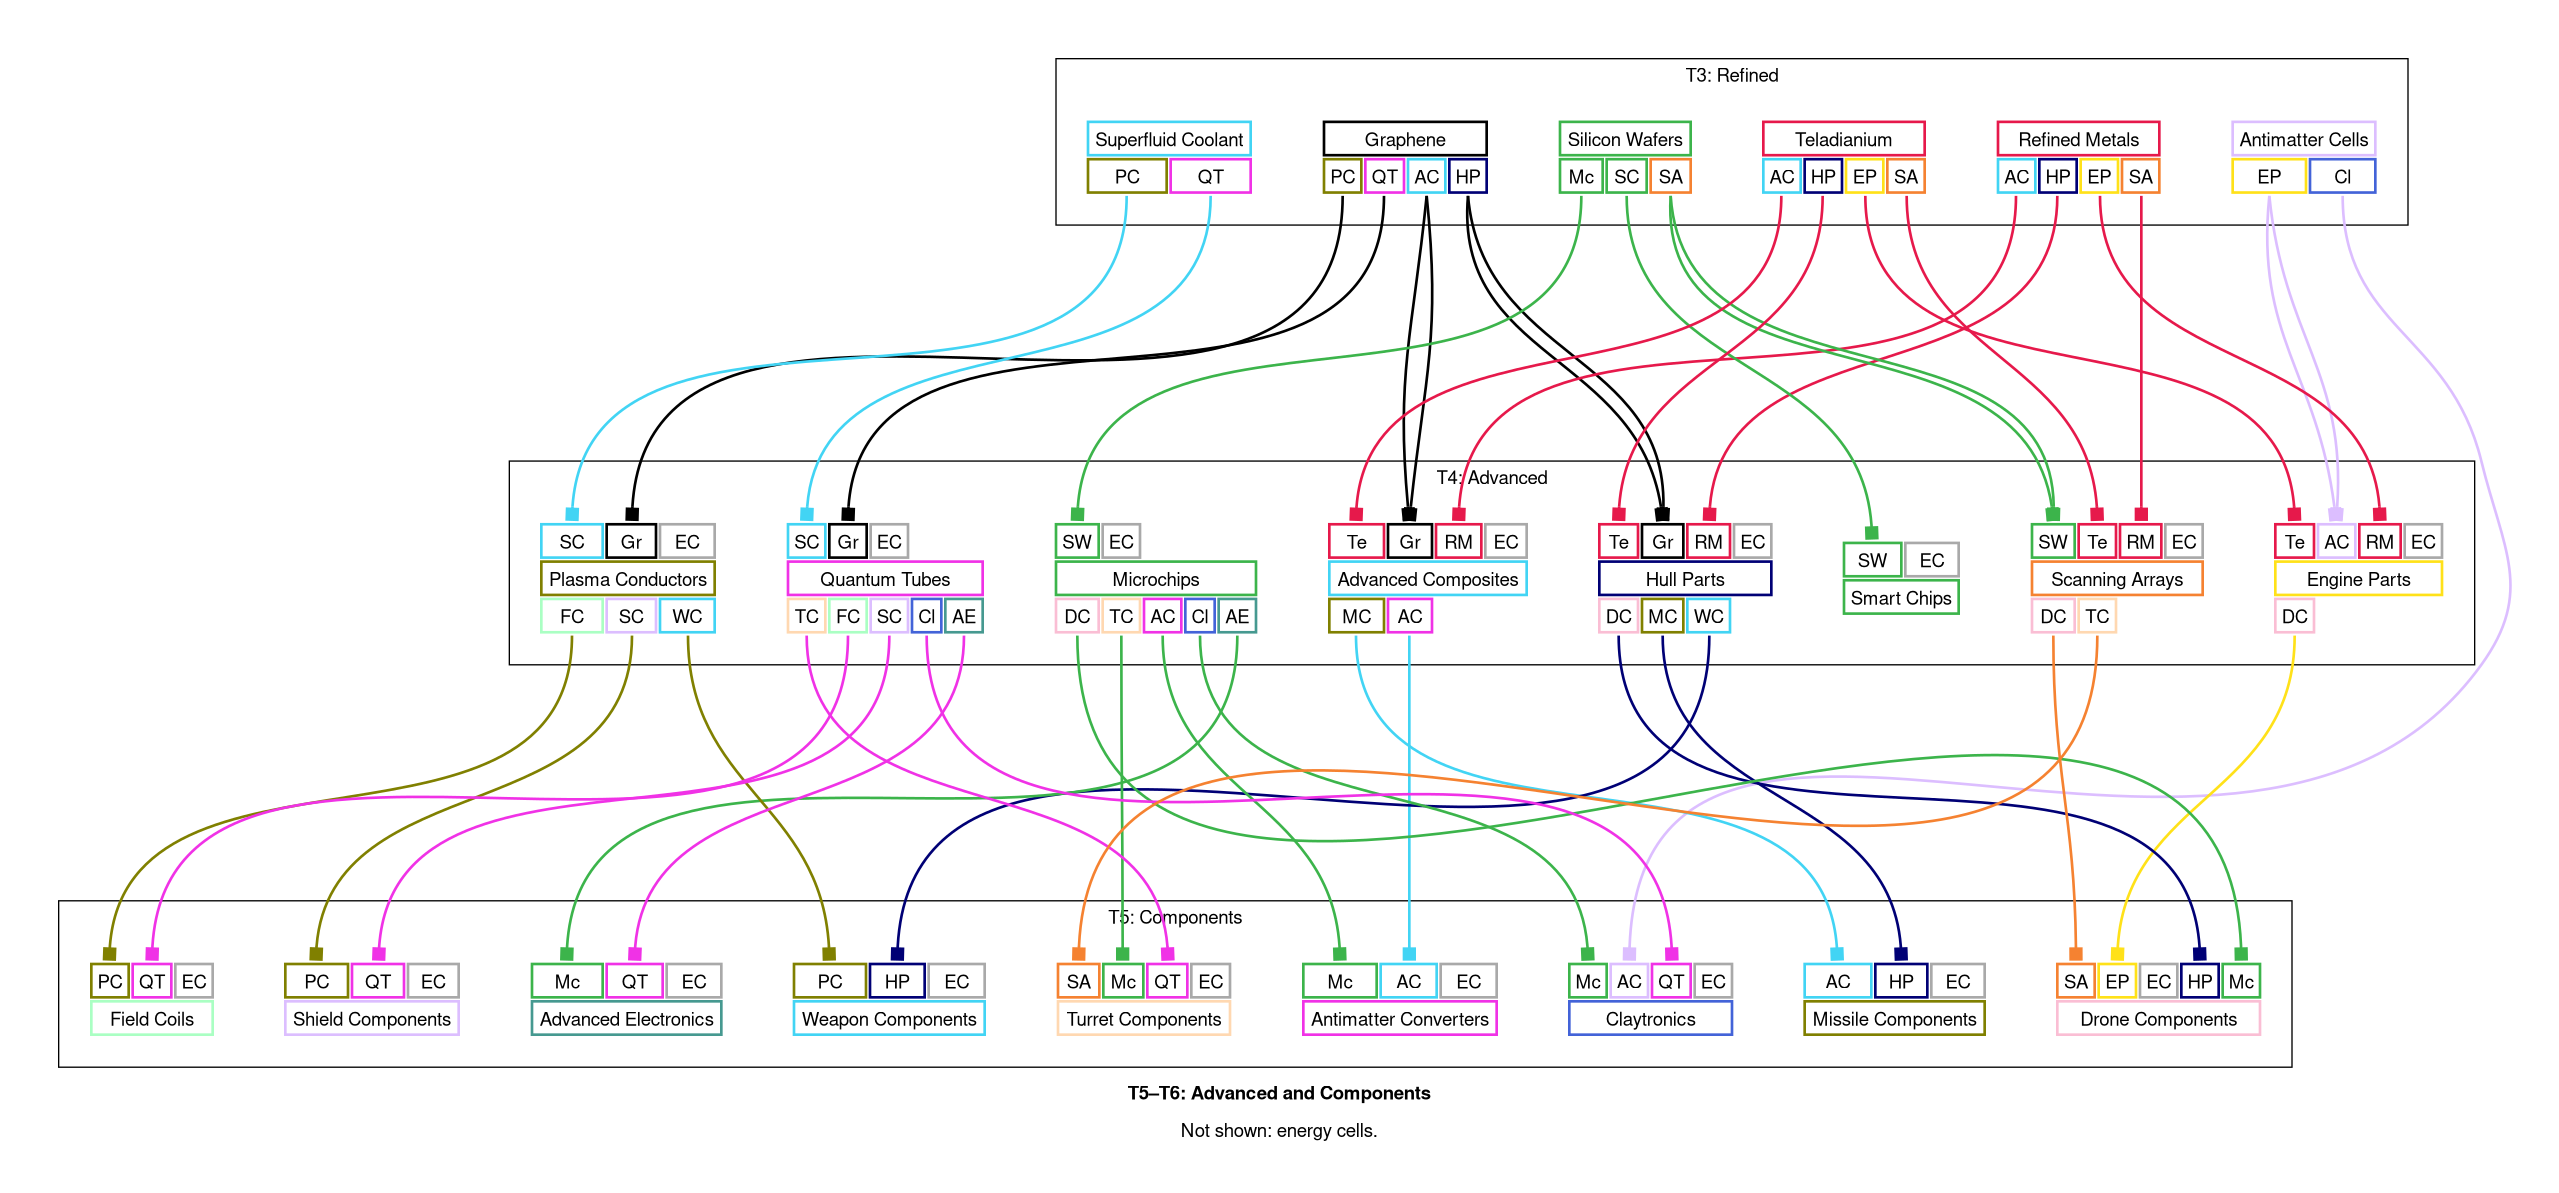 T3: Refined
Superfluid Coolant Graphene Silicon Wafers Teladianium Refined Metals Antimatter Cells
PC QT PC QT AC HP Mc SC SA AC HP EP SA AC HP EP SA EP Cl
T4: Advanced
SC Gr EC SC Gr EC SW EC Te Gr RM EC Te Gr RM EC SW EC SW Te RM EC Te AC RM EC
Plasma Conductors Quantum Tubes Microchips Advanced Composites Hull Parts Smart Chips Scanning Arrays Engine Parts
FC SC WC TC FC SC Cl AE DC TC AC Cl AE MC AC DC MC WC DC TC DC
T5: Components
PC QT EC PC QT EC Mc QT EC PC HP EC SA Mc QT EC Mc AC EC Mc AC QT EC AC HP EC SA EP EC HP Mc
Field Coils Shield Components Advanced Electronics Weapon Components Turret Components Antimatter Converters Claytronics Missile Components Drone Components
T5–T6: Advanced and Components
Not shown: energy cells.